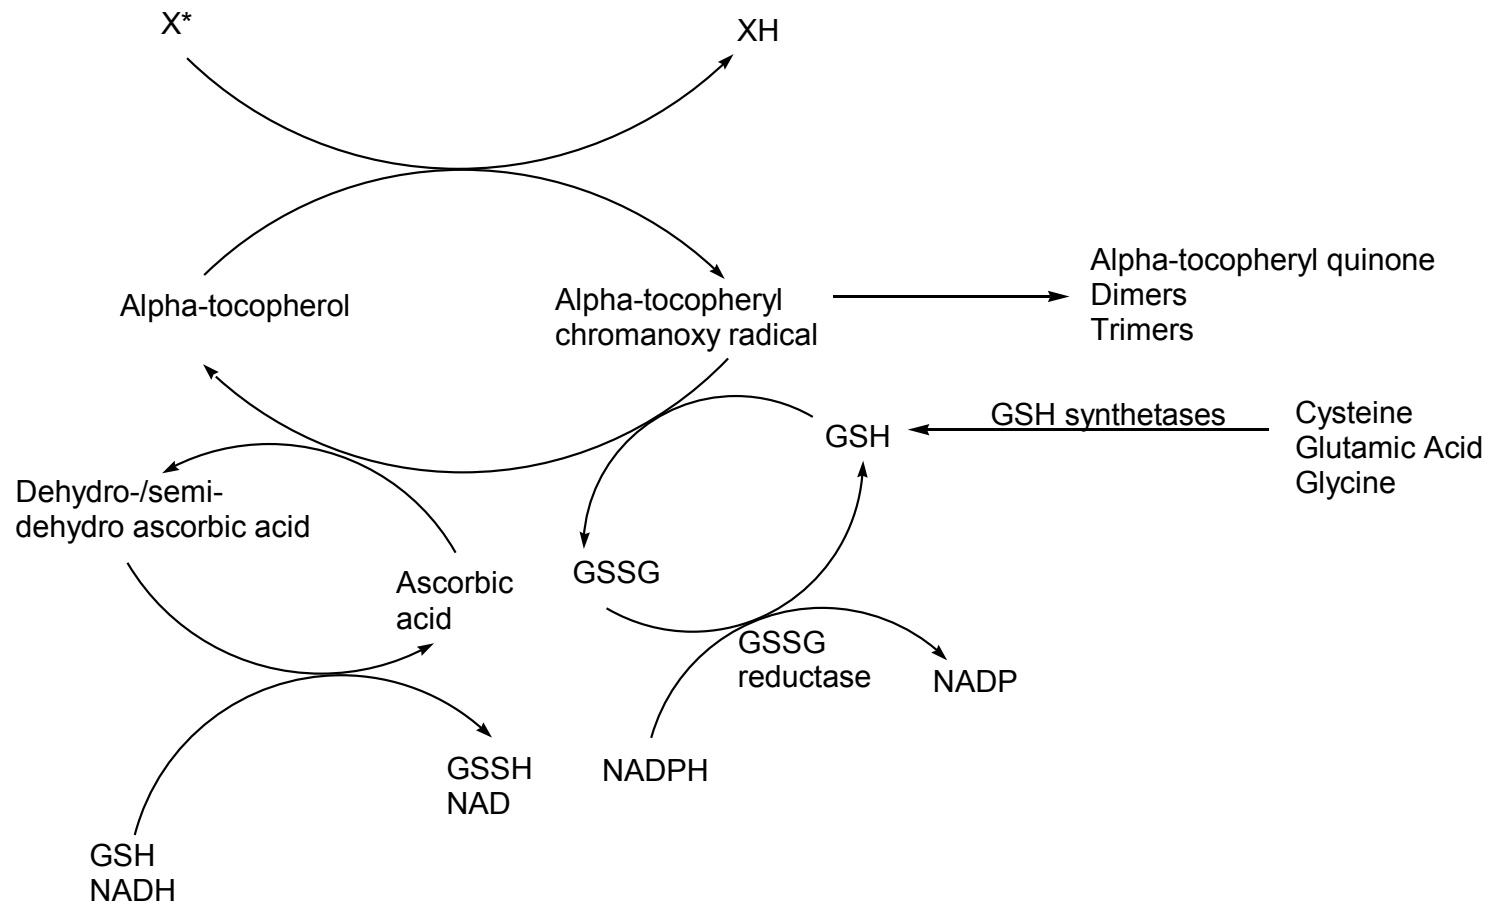 X*
XH
Alpha-tocopherol
Alpha-tocopheryl
chromanoxy radical
Alpha-tocopheryl quinone
Dimers
Trimers
GSH
GSH synthetases
Cysteine
Glutamic Acid
Glycine
Dehydro-/semi-
dehydro ascorbic acid
Ascorbic
acid
GSSG
GSSG
reductase
NADP
GSSH
NAD
NADPH
GSH
NADH